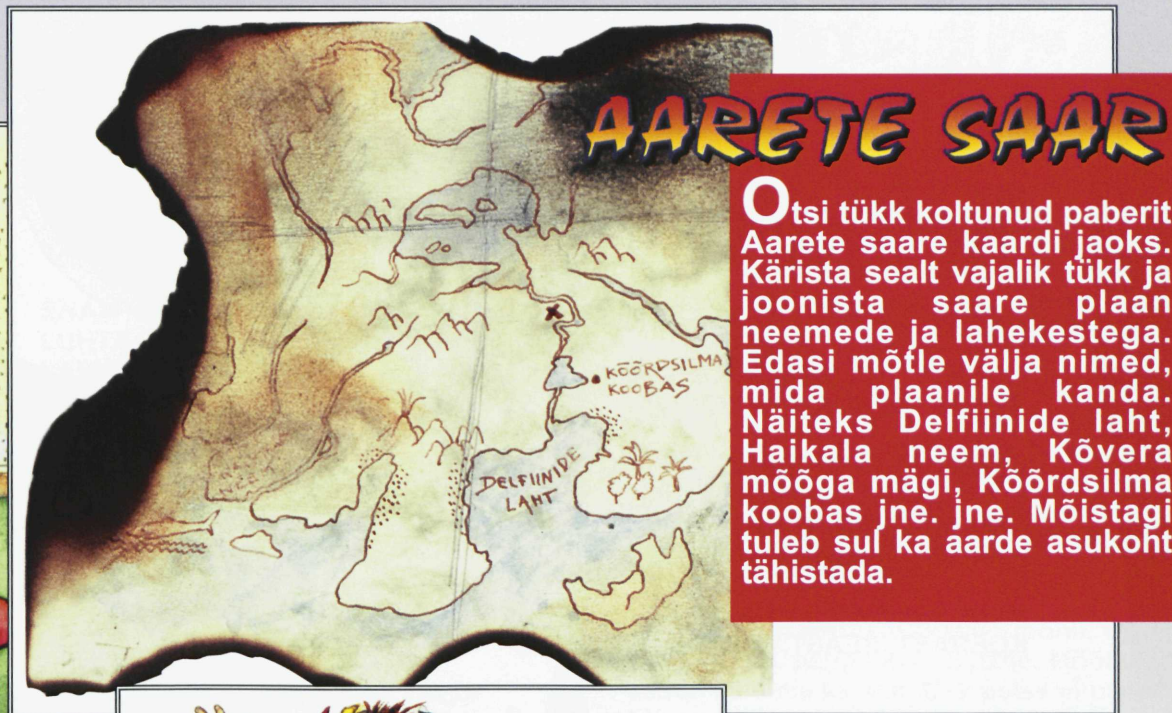 AARETE SAAR
Otsi tükk koltunud paberit
Aarete saare kaardi jaoks.
Kärista sealt vajalik tükk ja
joonista saare plaan
neemede ja lahekestega.
Edasi mõtle välja nimed,
mida plaanile kanda.
Näiteks Delfiinide laht,
Haikala neem, Kõvera
mõõga mägi, Kõõrdsilma
koobas jne. jne. Mõistagi
tuleb sul ka aarde asukoht
tähistada.
KÕÕRDSILMA
KOOBAS
DELFIINIDE
LAHT